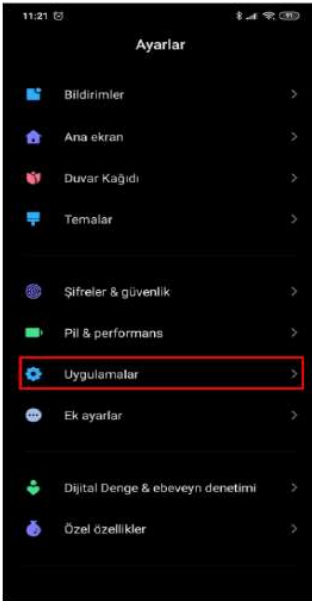 11:21
Ayarlar
Bildirimler
Ana ekran
Duvar Kağıdı
Temalar
Şifreler & güvenlik
Pil & performans
Uygulamalar
Ek ayarlar
Dijital Denge & ebeveyn denetimi
Özel özellikler